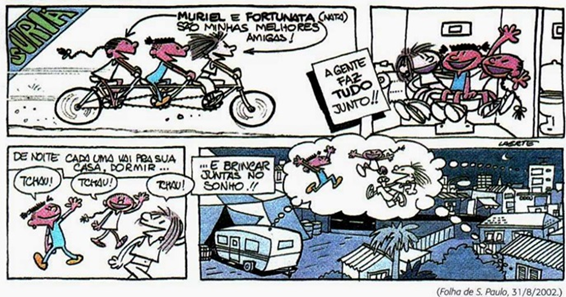 SURIÁ
MURIEL E FORTUNATA (NATA)
SÃO MINHAS MELHORES
AMIGAS!
A GENTE
FAZ
TUDO
JUNTO!!
LAERTE
DE NOITE CADA UMA VAI PRA SUA
CASA, DORMIR...
TCHAU!
TCHAU!
TCHAU!
...E BRINCAR
JUNTAS NO
SONHO!!
(Folha de S. Paulo, 31/8/2002.)